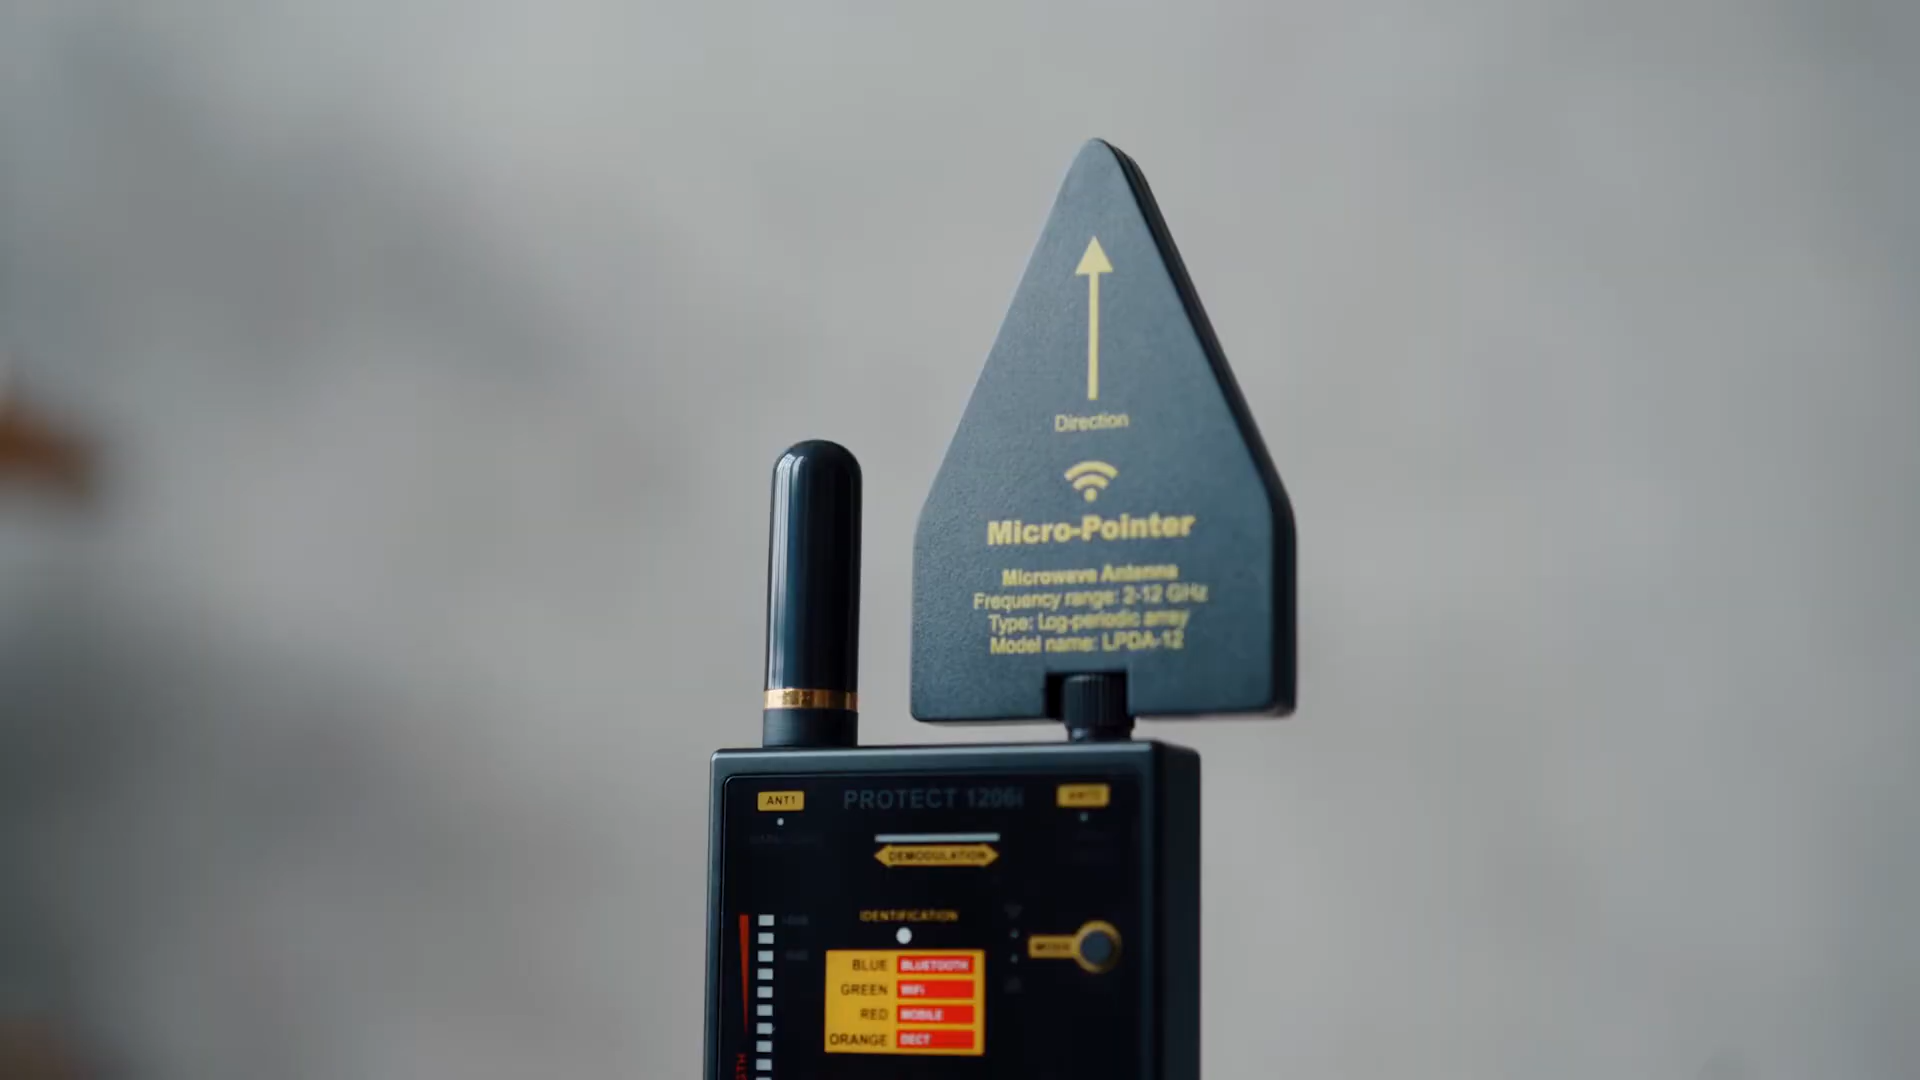 Direction
Micro-Pointer
Microwave Antenna
Frequency range: 2-12 GHz
Type: Log-periodic array
Model name: LPDA-12
ANT1
PROTECT 1206i
DEMODULATION
IDENTIFICATION
MODE
BLUE BLUETOOTH
GREEN WiFi
RED MOBILE
ORANGE DECT